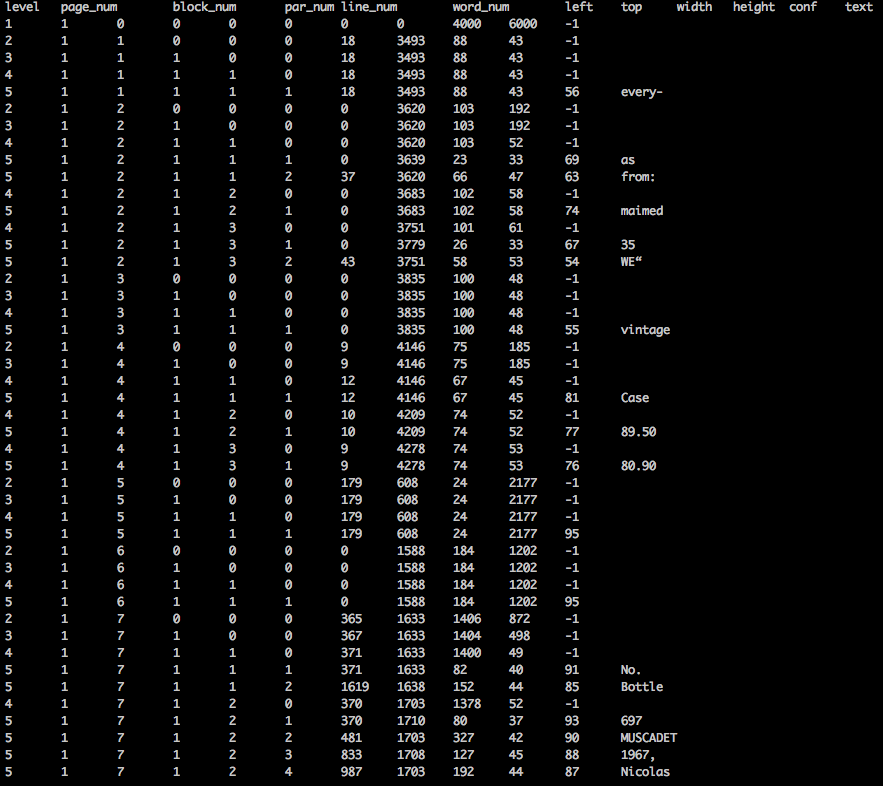 level page_num block_num par_num line_num word_num left top width height conf text
1 1 0 0 0 0 0 0 4000 6000 -1
2 1 1 0 0 0 18 3493 88 43 -1
3 1 1 1 0 0 18 3493 88 43 -1
4 1 1 1 1 0 18 3493 88 43 -1
5 1 1 1 1 1 18 3493 88 43 56 every-
2 1 2 0 0 0 0 3620 103 192 -1
3 1 2 1 0 0 0 3620 103 192 -1
4 1 2 1 1 0 0 3620 103 52 -1
5 1 2 1 1 1 0 3639 23 33 69 as
5 1 2 1 1 2 37 3620 66 47 63 from:
4 1 2 1 2 0 0 3683 102 58 -1
5 1 2 1 2 1 0 3683 102 58 74 maimed
4 1 2 1 3 0 0 3751 101 61 -1
5 1 2 1 3 1 0 3779 26 33 67 35
5 1 2 1 3 2 43 3751 58 53 54 WE“
2 1 3 0 0 0 0 3835 100 48 -1
3 1 3 1 0 0 0 3835 100 48 -1
4 1 3 1 1 0 0 3835 100 48 -1
5 1 3 1 1 1 0 3835 100 48 55 vintage
2 1 4 0 0 0 9 4146 75 185 -1
3 1 4 1 0 0 9 4146 75 185 -1
4 1 4 1 1 0 12 4146 67 45 -1
5 1 4 1 1 1 12 4146 67 45 81 Case
4 1 4 1 2 0 10 4209 74 52 -1
5 1 4 1 2 1 10 4209 74 52 77 89.50
4 1 4 1 3 0 9 4278 74 53 -1
5 1 4 1 3 1 9 4278 74 53 76 80.90
2 1 5 0 0 0 179 608 24 2177 -1
3 1 5 1 0 0 179 608 24 2177 -1
4 1 5 1 1 0 179 608 24 2177 -1
5 1 5 1 1 1 179 608 24 2177 95
2 1 6 0 0 0 0 1588 184 1202 -1
3 1 6 1 0 0 0 1588 184 1202 -1
4 1 6 1 1 0 0 1588 184 1202 -1
5 1 6 1 1 1 0 1588 184 1202 95
2 1 7 0 0 0 365 1633 1406 872 -1
3 1 7 1 0 0 367 1633 1404 498 -1
4 1 7 1 1 0 371 1633 1400 49 -1
5 1 7 1 1 1 371 1633 82 40 91 No.
5 1 7 1 1 2 1619 1638 152 44 85 Bottle
4 1 7 1 2 0 370 1703 1378 52 -1
5 1 7 1 2 1 370 1710 80 37 93 697
5 1 7 1 2 2 481 1703 327 42 90 MUSCADET
5 1 7 1 2 3 833 1708 127 45 88 1967,
5 1 7 1 2 4 987 1703 192 44 87 Nicolas